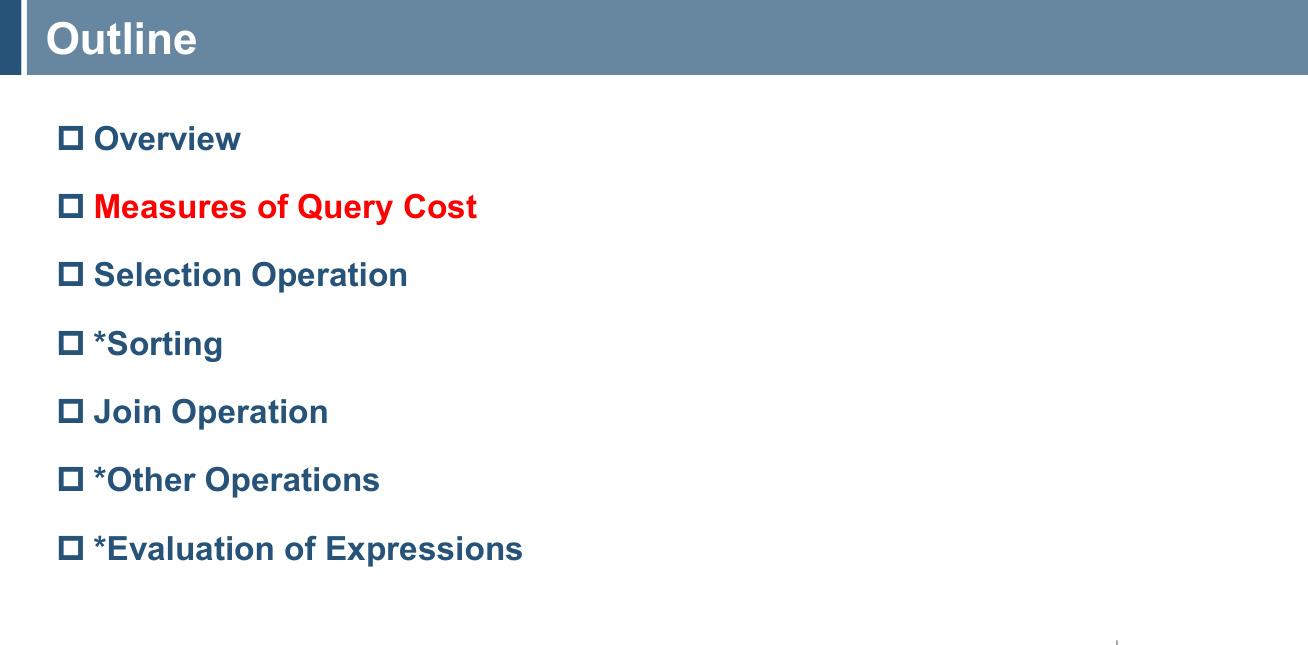 Outline
Overview
Measures of Query Cost
Selection Operation
*Sorting
Join Operation
*Other Operations
*Evaluation of Expressions